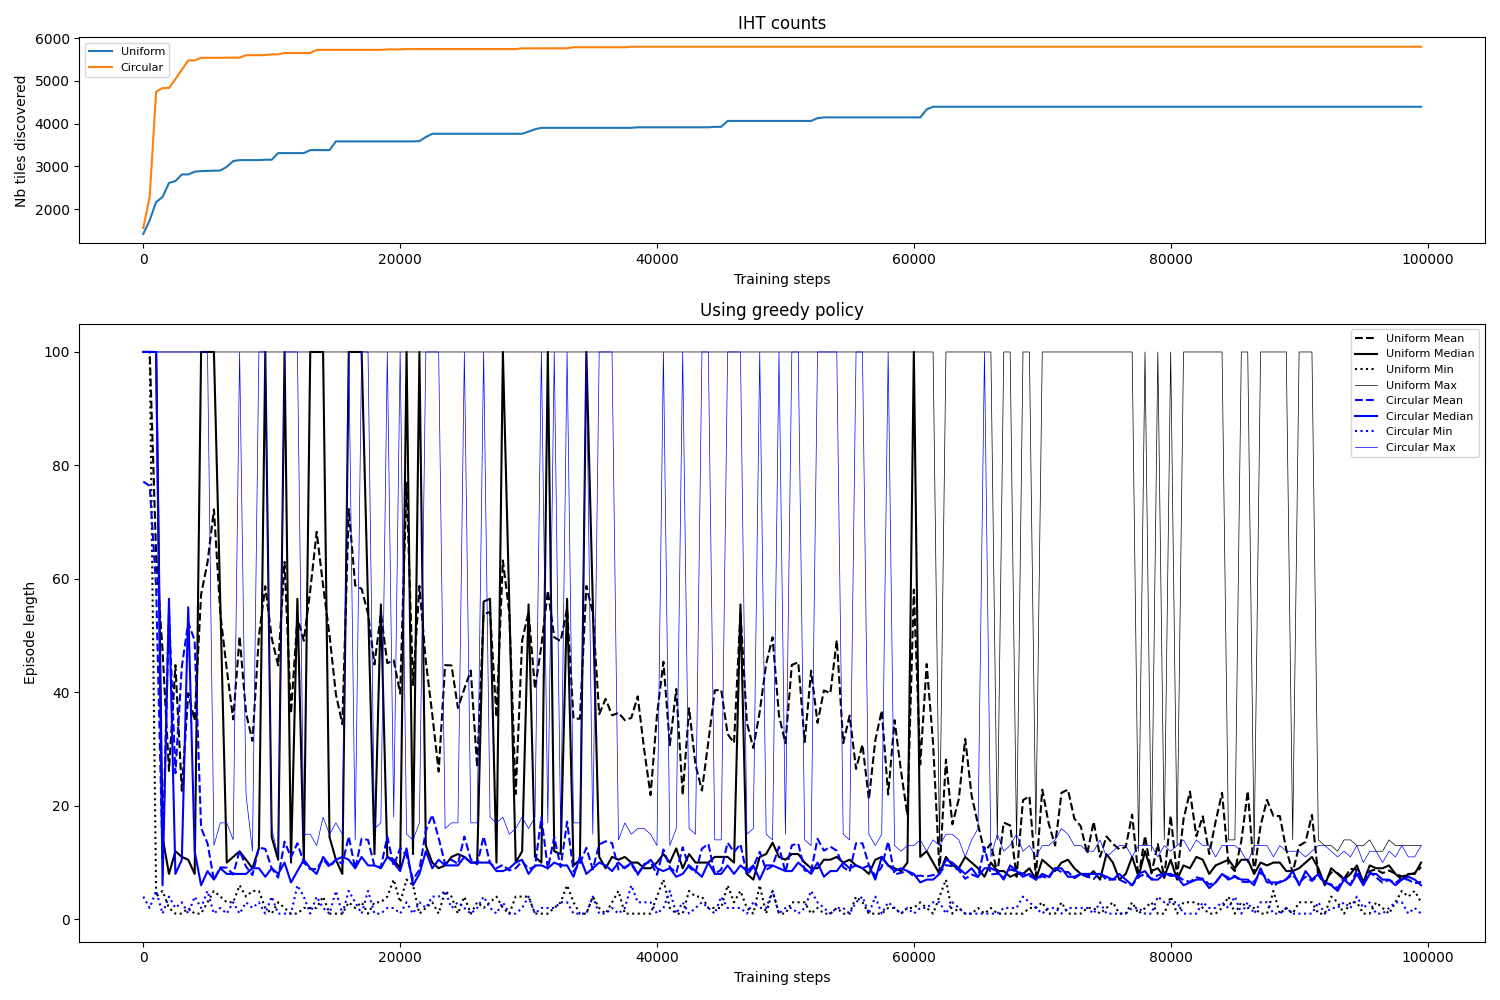 IHT counts
Nb tiles discovered
6000
5000
4000
3000
2000
Uniform
Circular
0
20000
40000
60000
80000
100000
Training steps
Using greedy policy
Episode length
100
80
60
40
20
0
Uniform Mean
Uniform Median
Uniform Min
Uniform Max
Circular Mean
Circular Median
Circular Min
Circular Max
0
20000
40000
60000
80000
100000
Training steps